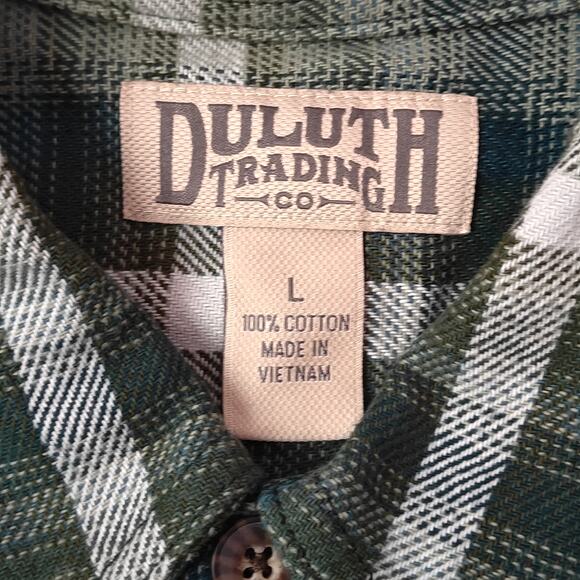 DULUTH
TRADING
CO
L
100% COTTON
MADE IN
VIETNAM